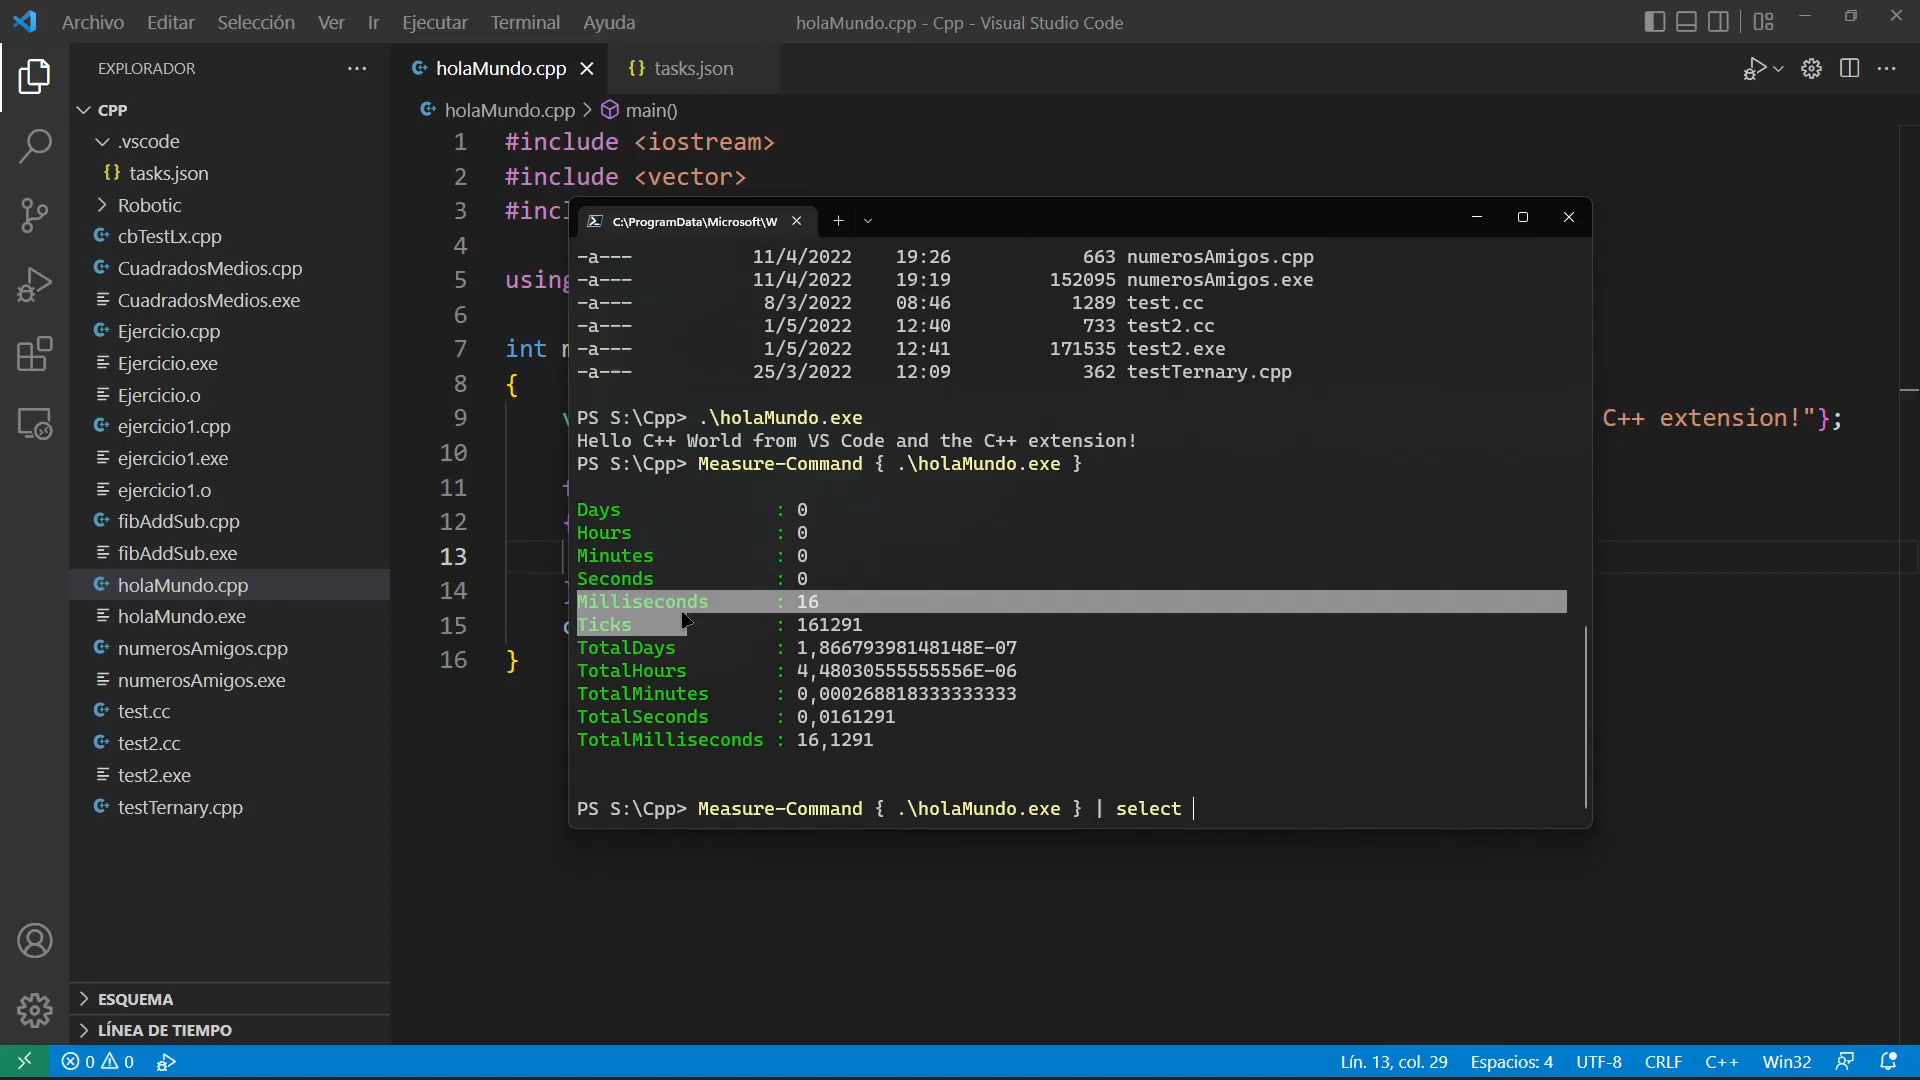 Archivo Editar Selección Ver Ir Ejecutar Terminal Ayuda
holaMundo.cpp - Cpp - Visual Studio Code
EXPLORADOR
CPP
.vscode
{} tasks.json
Robotic
cbTestLx.cpp
CuadradosMedios.cpp
CuadradosMedios.exe
Ejercicio.cpp
Ejercicio.exe
Ejercicio.o
ejercicio1.cpp
ejercicio1.exe
ejercicio1.o
fibAddSub.cpp
fibAddSub.exe
holaMundo.cpp
holaMundo.exe
numerosAmigos.cpp
numerosAmigos.exe
test.cc
test2.cc
test2.exe
testTernary.cpp
ESQUEMA
LÍNEA DE TIEMPO
holaMundo.cpp
{} tasks.json
holaMundo.cpp > main()
1 #include <iostream>
2 #include <vector>
3 #incl
4
5 using
6
7 int m
8 {
9 C++ extension!"};
10
11
12
13
14
15
16 }
C:\ProgramData\Microsoft\W
-a--- 11/4/2022 19:26 663 numerosAmigos.cpp
-a--- 11/4/2022 19:19 152095 numerosAmigos.exe
-a--- 8/3/2022 08:46 1289 test.cc
-a--- 1/5/2022 12:40 733 test2.cc
-a--- 1/5/2022 12:41 171535 test2.exe
-a--- 25/3/2022 12:09 362 testTernary.cpp
PS S:\Cpp> .\holaMundo.exe
Hello C++ World from VS Code and the C++ extension!
PS S:\Cpp> Measure-Command { .\holaMundo.exe }
Days : 0
Hours : 0
Minutes : 0
Seconds : 0
Milliseconds : 16
Ticks : 161291
TotalDays : 1,86679398148148E-07
TotalHours : 4,48030555555556E-06
TotalMinutes : 0,000268818333333333
TotalSeconds : 0,0161291
TotalMilliseconds : 16,1291
PS S:\Cpp> Measure-Command { .\holaMundo.exe } | select
0 0
Lín. 13, col. 29 Espacios: 4 UTF-8 CRLF C++ Win32